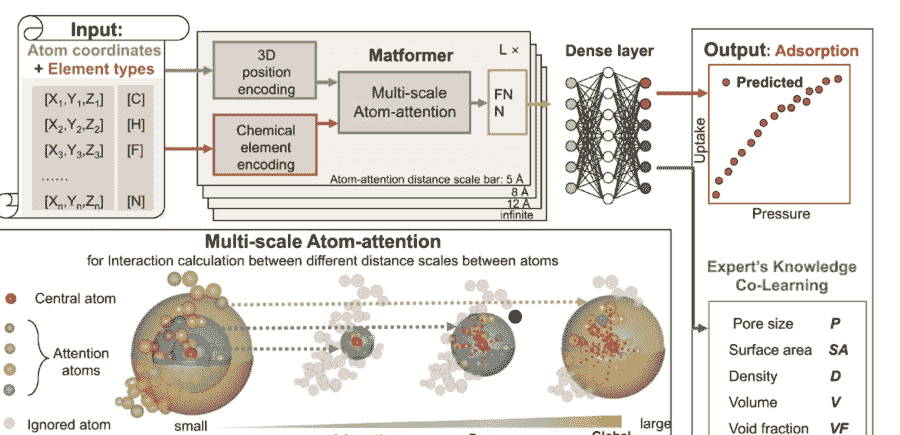 Input:
Atom coordinates
+ Element types
[X1,Y1,Z1] [C]
[X2,Y2,Z2] [H]
[X3,Y3,Z3] [F]
......
[Xn,Yn,Zn] [N]
Matformer
L ×
3D
position
encoding
Chemical
element
encoding
Multi-scale
Atom-attention
FN
N
Atom-attention distance scale bar: 5 Å
8 Å
12 Å
infinite
Dense layer
Output: Adsorption
Predicted
Uptake
Pressure
Expert's Knowledge
Co-Learning
Pore size P
Surface area SA
Density D
Volume V
Void fraction VF
Multi-scale Atom-attention
for Interaction calculation between different distance scales between atoms
Central atom
Attention
atoms
Ignored atom
small
large
Global